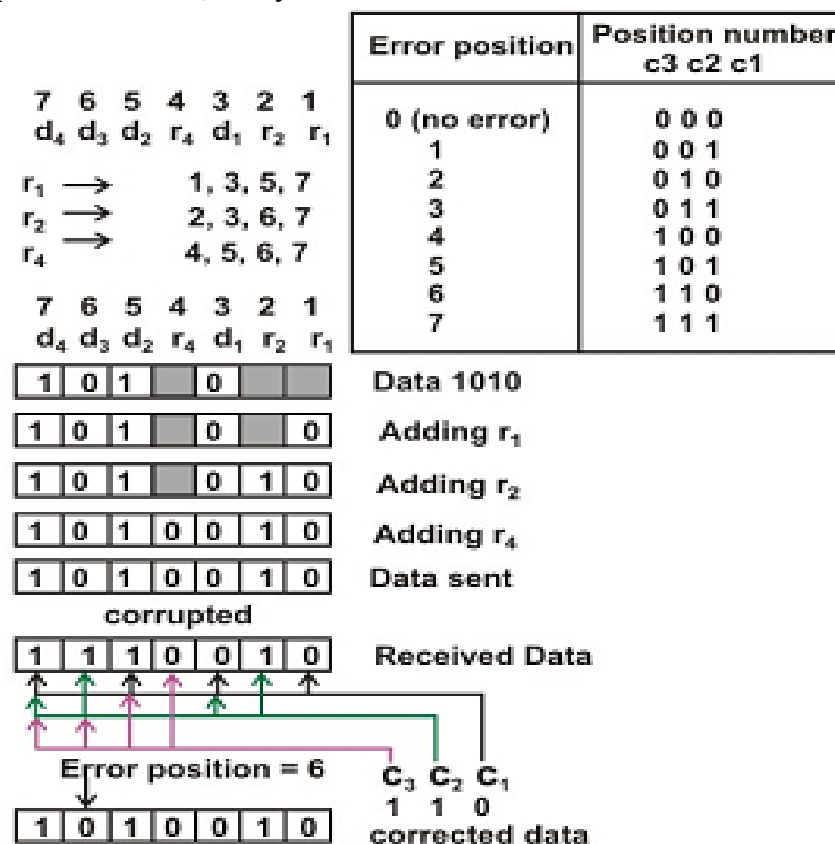 Error position Position number
c3 c2 c1
0 (no error) 0 0 0
1 0 0 1
2 0 1 0
3 0 1 1
4 1 0 0
5 1 0 1
6 1 1 0
7 1 1 1
7 6 5 4 3 2 1
d₄ d₃ d₂ r₄ d₁ r₂ r₁
r₁ → 1, 3, 5, 7
r₂ → 2, 3, 6, 7
r₄ → 4, 5, 6, 7
7 6 5 4 3 2 1
d₄ d₃ d₂ r₄ d₁ r₂ r₁
1 0 1 0 Data 1010
1 0 1 0 0 Adding r₁
1 0 1 0 1 0 Adding r₂
1 0 1 0 0 1 0 Adding r₄
1 0 1 0 0 1 0 Data sent
corrupted
1 1 1 0 0 1 0 Received Data
Error position = 6 C₃ C₂ C₁
1 1 0
1 0 1 0 0 1 0 corrected data